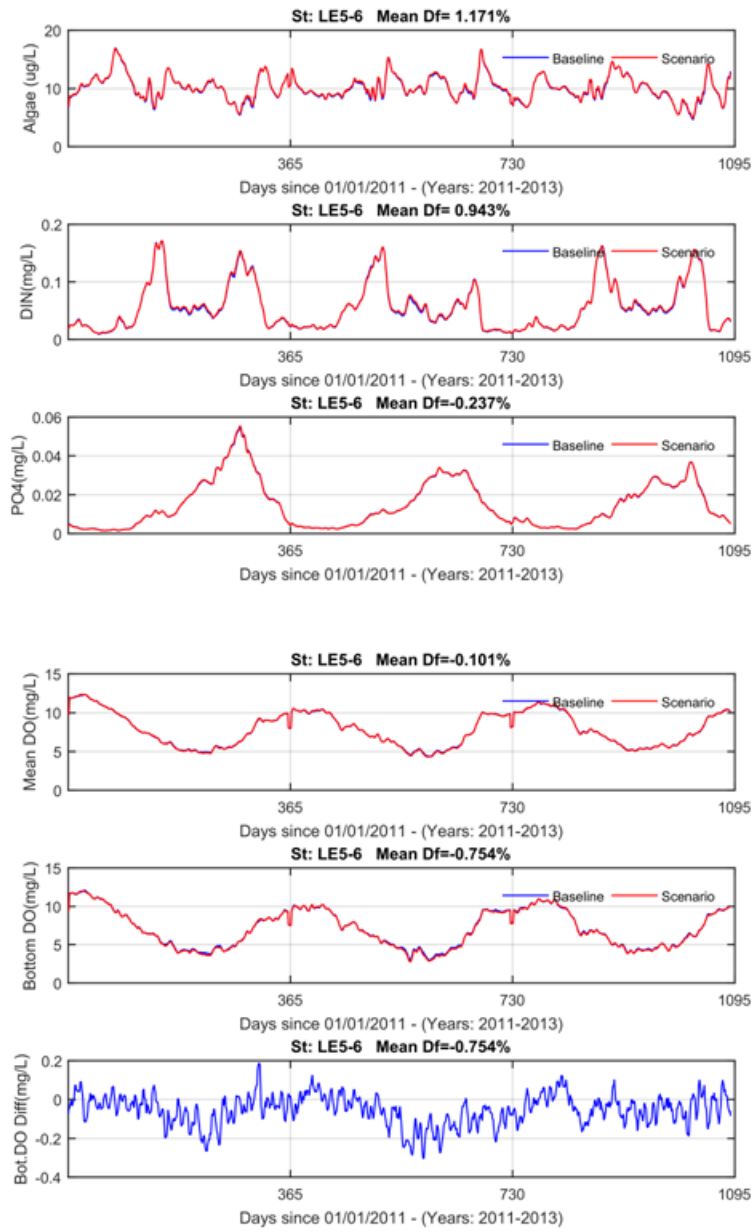 St: LE5-6 Mean Df= 1.171%
20
10
0
Algae (ug/L)
Baseline
Scenario
365
730
1095
Days since 01/01/2011 - (Years: 2011-2013)
St: LE5-6 Mean Df= 0.943%
0.2
0.1
0
DIN(mg/L)
Baseline
Scenario
365
730
1095
Days since 01/01/2011 - (Years: 2011-2013)
St: LE5-6 Mean Df=-0.237%
0.06
0.04
0.02
0
PO4(mg/L)
Baseline
Scenario
365
730
1095
Days since 01/01/2011 - (Years: 2011-2013)
St: LE5-6 Mean Df=-0.101%
15
10
5
0
Mean DO(mg/L)
Baseline
Scenario
365
730
1095
Days since 01/01/2011 - (Years: 2011-2013)
St: LE5-6 Mean Df=-0.754%
15
10
5
0
Bottom DO(mg/L)
Baseline
Scenario
365
730
1095
Days since 01/01/2011 - (Years: 2011-2013)
St: LE5-6 Mean Df=-0.754%
0.2
0
-0.2
-0.4
Bot.DO Diff(mg/L)
365
730
1095
Days since 01/01/2011 - (Years: 2011-2013)